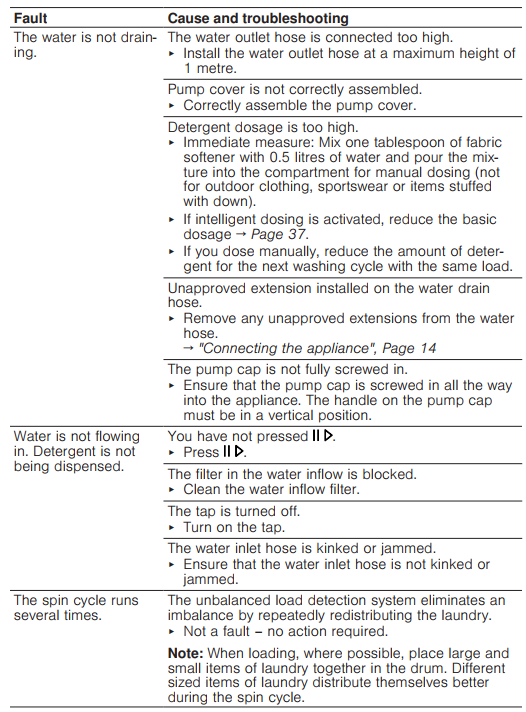 Fault
Cause and troubleshooting
The water is not drain-
ing.
The water outlet hose is connected too high.
▸ Install the water outlet hose at a maximum height of
1 metre.
Pump cover is not correctly assembled.
▸ Correctly assemble the pump cover.
Detergent dosage is too high.
▸ Immediate measure: Mix one tablespoon of fabric
softener with 0.5 litres of water and pour the mix-
ture into the compartment for manual dosing (not
for outdoor clothing, sportswear or items stuffed
with down).
▸ If intelligent dosing is activated, reduce the basic
dosage → Page 37.
▸ If you dose manually, reduce the amount of deter-
gent for the next washing cycle with the same load.
Unapproved extension installed on the water drain
hose.
▸ Remove any unapproved extensions from the water
hose.
→ "Connecting the appliance", Page 14
The pump cap is not fully screwed in.
▸ Ensure that the pump cap is screwed in all the way
into the appliance. The handle on the pump cap
must be in a vertical position.
Water is not flowing
in. Detergent is not
being dispensed.
You have not pressed II ▷.
▸ Press II ▷.
The filter in the water inflow is blocked.
▸ Clean the water inflow filter.
The tap is turned off.
▸ Turn on the tap.
The water inlet hose is kinked or jammed.
▸ Ensure that the water inlet hose is not kinked or
jammed.
The spin cycle runs
several times.
The unbalanced load detection system eliminates an
imbalance by repeatedly redistributing the laundry.
▸ Not a fault – no action required.
Note: When loading, where possible, place large and
small items of laundry together in the drum. Different
sized items of laundry distribute themselves better
during the spin cycle.